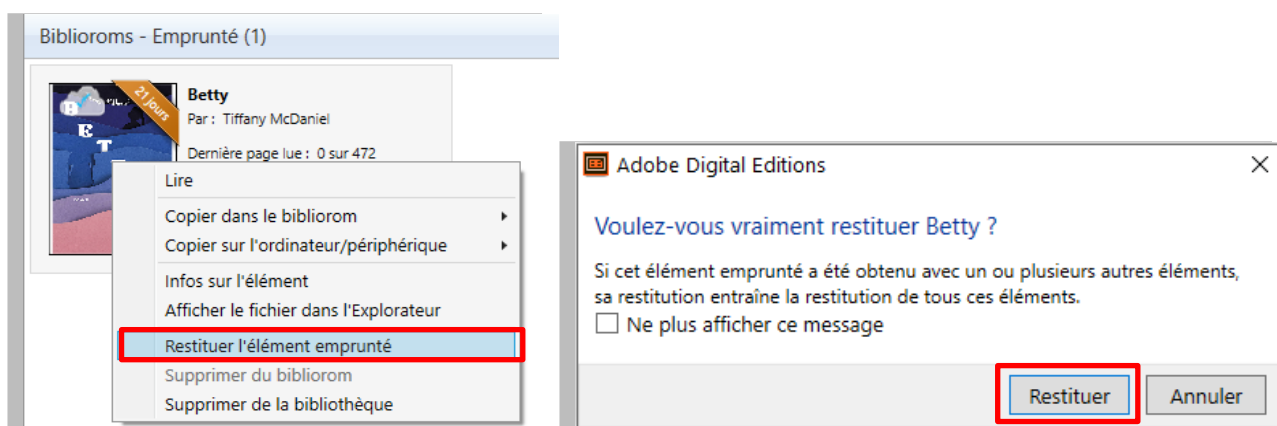 Biblioroms - Emprunté (1)
21 jours
Betty
Par : Tiffany McDaniel
Dernière page lue : 0 sur 472
Lire
Copier dans le bibliorom
Copier sur l'ordinateur/périphérique
Infos sur l'élément
Afficher le fichier dans l'Explorateur
Restituer l'élément emprunté
Supprimer du bibliorom
Supprimer de la bibliothèque
Adobe Digital Editions
Voulez-vous vraiment restituer Betty ?
Si cet élément emprunté a été obtenu avec un ou plusieurs autres éléments,
sa restitution entraîne la restitution de tous ces éléments.
Ne plus afficher ce message
Restituer
Annuler